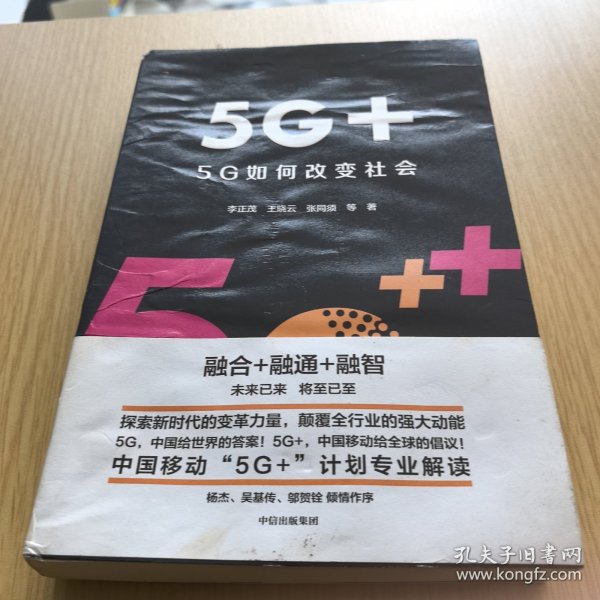 5G+
5G如何改变社会
李正茂 王晓云 张同须 等 著
5G++
融合+融通+融智
未来已来 将至已至
探索新时代的变革力量，颠覆全行业的强大动能
5G，中国给世界的答案！5G+，中国移动给全球的倡议！
中国移动“5G+”计划专业解读
杨杰、吴基传、邬贺铨 倾情作序
中信出版集团
孔夫子旧书网
www.kongfz.com